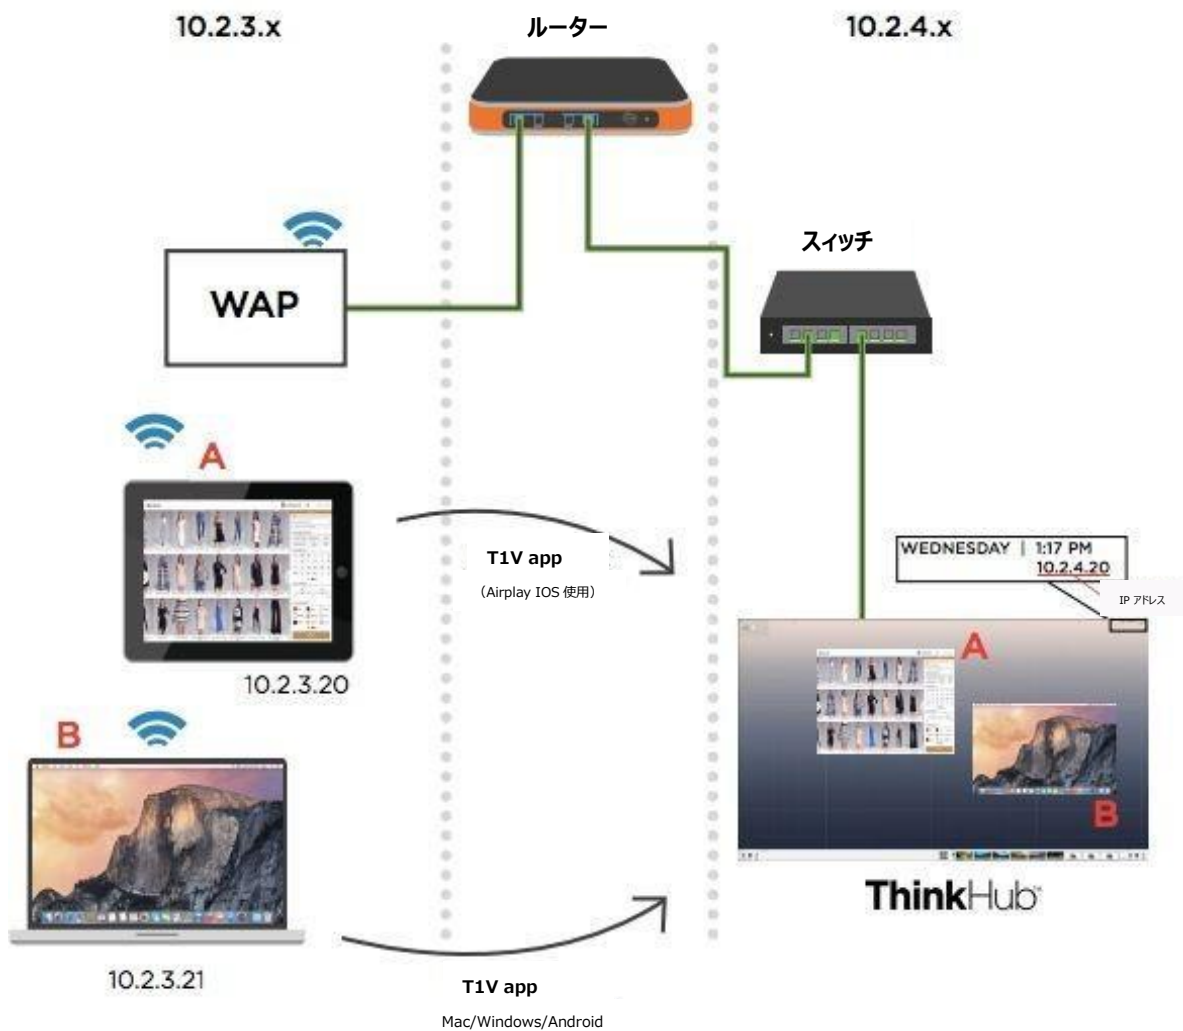 10.2.3.x
ルーター
10.2.4.x
スィッチ
WAP
A
T1V app
（Airplay IOS 使用）
WEDNESDAY | 1:17 PM
10.2.4.20
IP アドレス
A
10.2.3.20
B
B
ThinkHub™
10.2.3.21
T1V app
Mac/Windows/Android